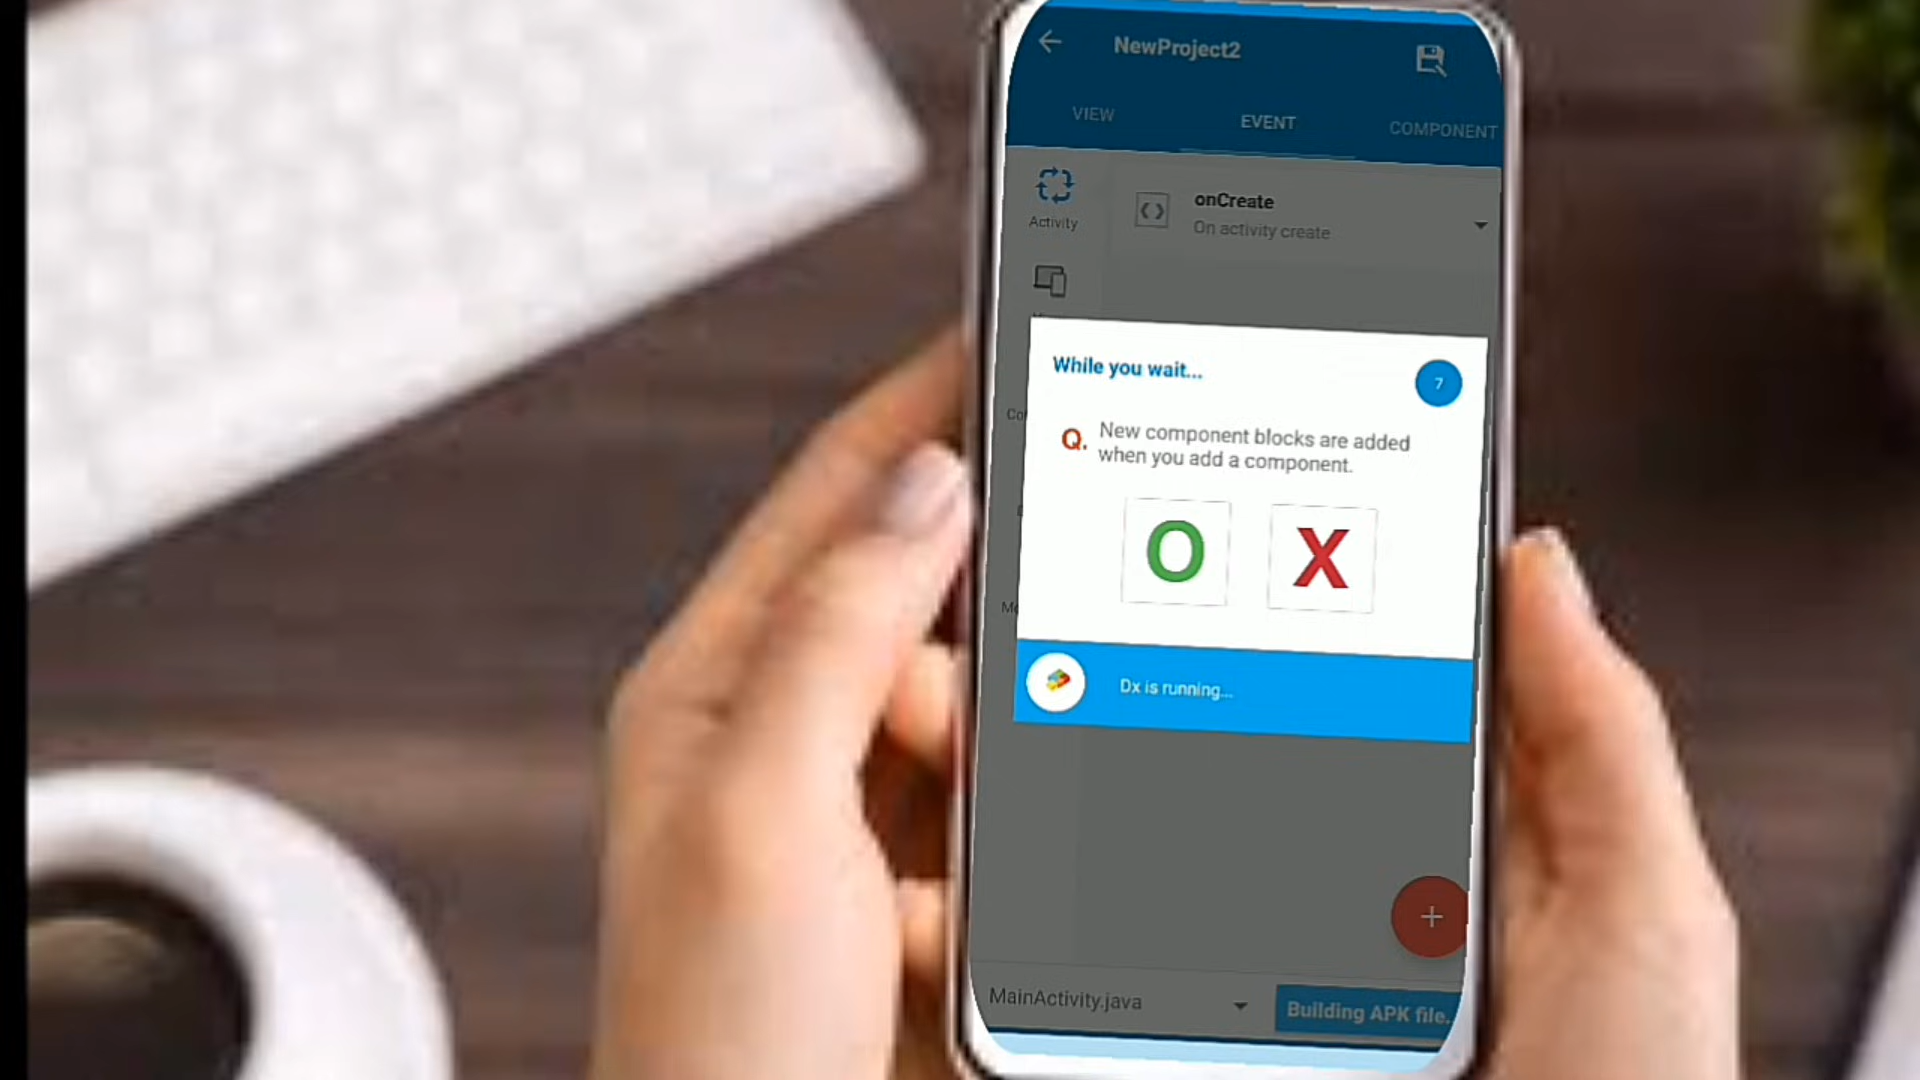 NewProject2
VIEW
EVENT
COMPONENT
Activity
onCreate
On activity create
While you wait...
7
Q. New component blocks are added
when you add a component.
O X
Dx is running...
MainActivity.java
Building APK file.